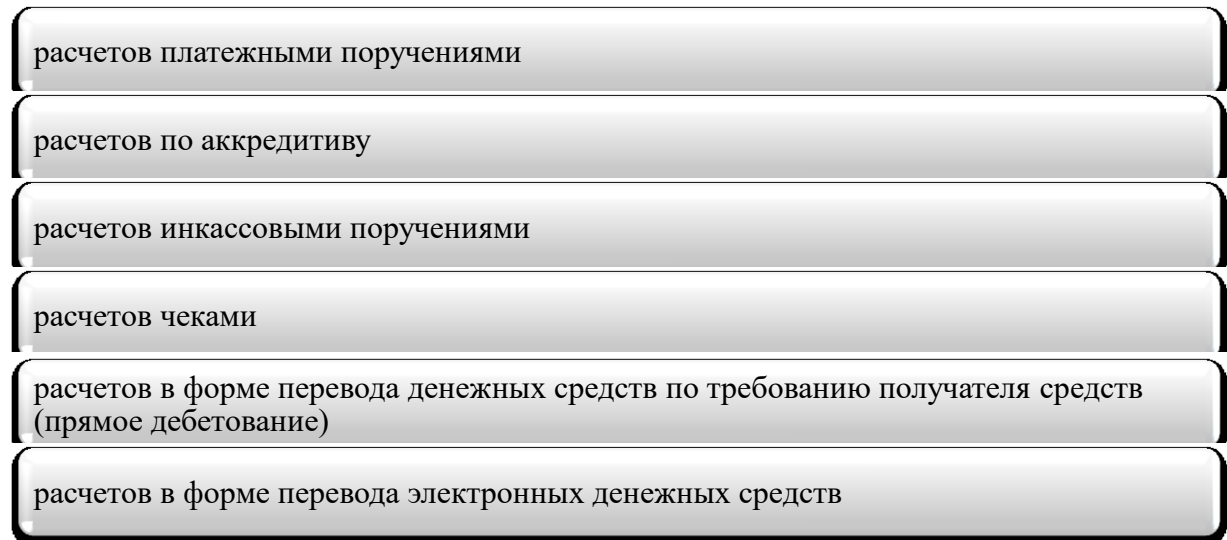 расчетов платежными поручениями
расчетов по аккредитиву
расчетов инкассовыми поручениями
расчетов чеками
расчетов в форме перевода денежных средств по требованию получателя средств
(прямое дебетование)
расчетов в форме перевода электронных денежных средств